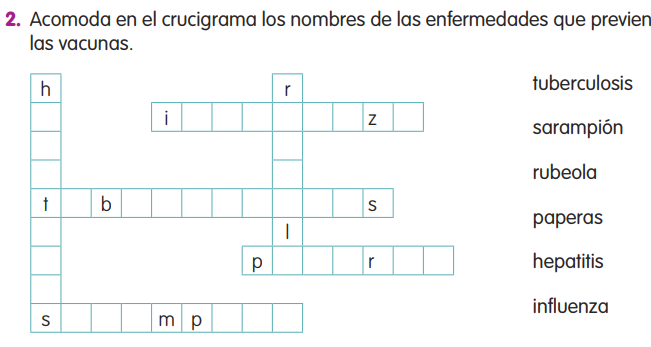 2. Acomoda en el crucigrama los nombres de las enfermedades que previen
las vacunas.
h r
i z
t b s
l
p r
s m p
tuberculosis
sarampión
rubeola
paperas
hepatitis
influenza